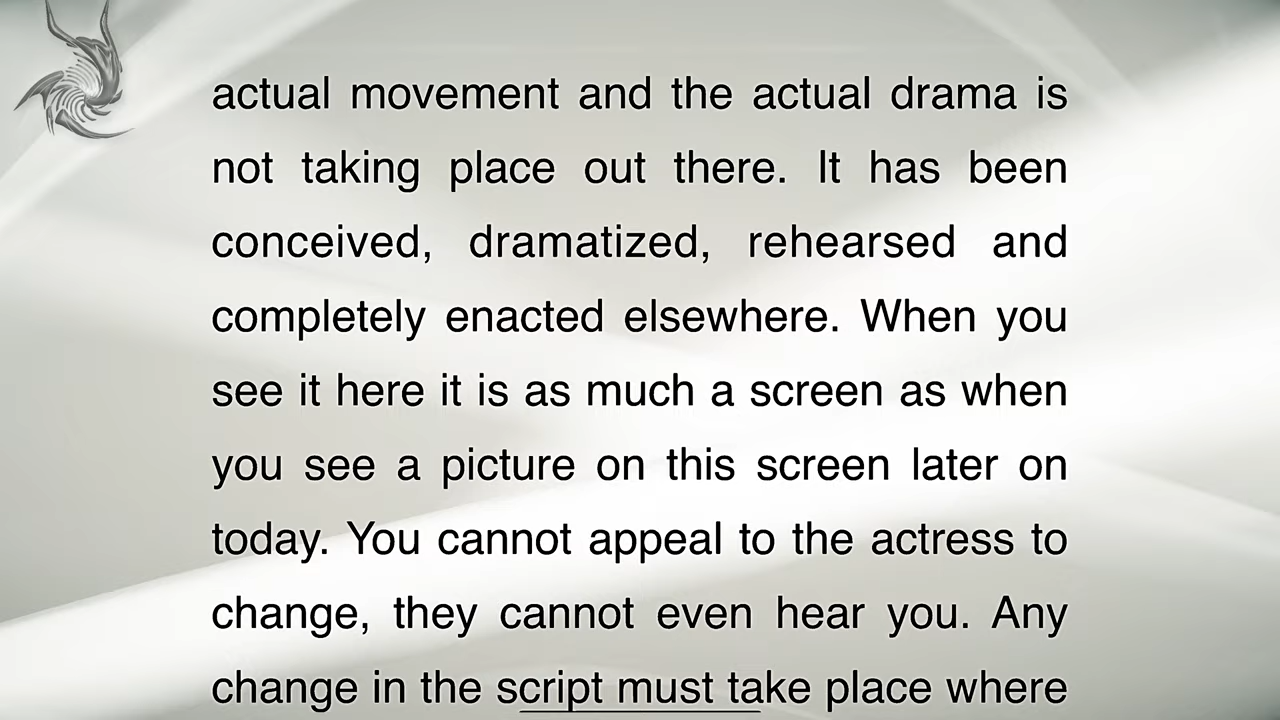 actual movement and the actual drama is
not taking place out there. It has been
conceived, dramatized, rehearsed and
completely enacted elsewhere. When you
see it here it is as much a screen as when
you see a picture on this screen later on
today. You cannot appeal to the actress to
change, they cannot even hear you. Any
change in the script must take place where